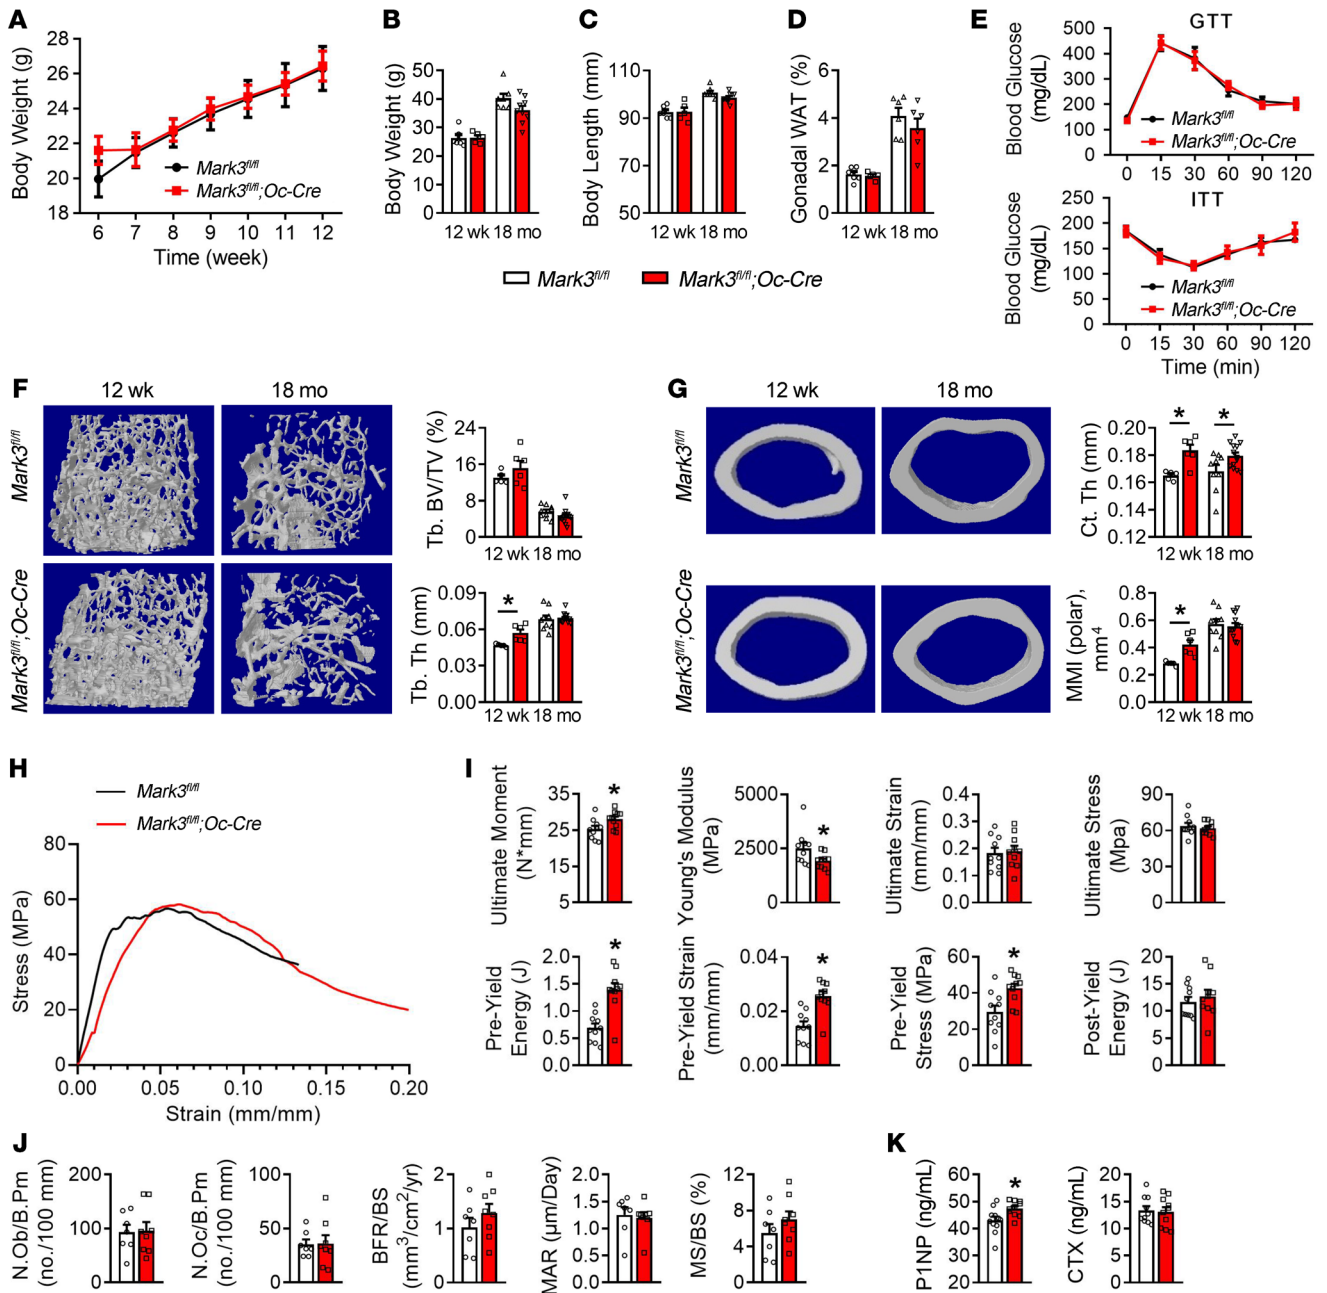 A
Body Weight (g)
28
26
24
22
20
18
Mark3fl/fl
Mark3fl/fl;Oc-Cre
6 7 8 9 10 11 12
Time (week)
B
Body Weight (g)
50
40
30
20
10
0
12 wk 18 mo
C
Body Length (mm)
110
90
70
50
12 wk 18 mo
D
Gonadal WAT (%)
6
4
2
0
12 wk 18 mo
Mark3fl/fl
Mark3fl/fl;Oc-Cre
E
GTT
Blood Glucose
(mg/dL)
500
400
300
200
100
0
Mark3fl/fl
Mark3fl/fl;Oc-Cre
0 15 30 60 90 120
ITT
Blood Glucose
(mg/dL)
250
200
150
100
50
0
Mark3fl/fl
Mark3fl/fl;Oc-Cre
0 15 30 60 90 120
Time (min)
F
12 wk
18 mo
Mark3fl/fl
Mark3fl/fl;Oc-Cre
Tb. BV/TV (%)
24
16
8
0
12 wk 18 mo
Tb. Th (mm)
0.09
0.06
0.03
0.00
*
12 wk 18 mo
G
12 wk
18 mo
Mark3fl/fl
Mark3fl/fl;Oc-Cre
Ct. Th (mm)
0.20
0.18
0.16
0.14
0.12
* *
12 wk 18 mo
MMI (polar),
mm4
0.8
0.6
0.4
0.2
0.0
*
12 wk 18 mo
H
Mark3fl/fl
Mark3fl/fl;Oc-Cre
Stress (MPa)
80
60
40
20
0
0.00 0.05 0.10 0.15 0.20
Strain (mm/mm)
I
Ultimate Moment
(N*mm)
35
25
15
5
*
Young's Modulus
(MPa)
5000
2500
0
*
Ultimate Strain
(mm/mm)
0.4
0.3
0.2
0.1
0.0
Ultimate Stress
(Mpa)
90
60
30
0
Pre-Yield
Energy (J)
2.0
1.5
1.0
0.5
0.0
*
Pre-Yield Strain
(mm/mm)
0.04
0.02
0.00
*
Pre-Yield
Stress (MPa)
60
40
20
0
*
Post-Yield
Energy (J)
20
15
10
5
0
J
N.Ob/B.Pm
(no./100 mm)
200
100
0
N.Oc/B.Pm
(no./100 mm)
100
50
0
BFR/BS
(mm3/cm2/yr)
2
1
0
MAR (μm/Day)
2.0
1.5
1.0
0.5
0.0
MS/BS (%)
12
8
4
0
K
P1NP (ng/mL)
60
50
40
30
20
*
CTX (ng/mL)
20
15
10
5
0